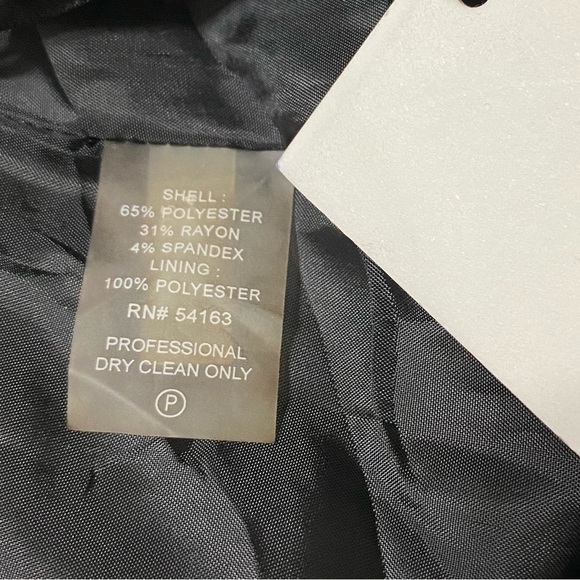 SHELL :
65% POLYESTER
31% RAYON
4% SPANDEX
LINING :
100% POLYESTER
RN# 54163
PROFESSIONAL
DRY CLEAN ONLY
P